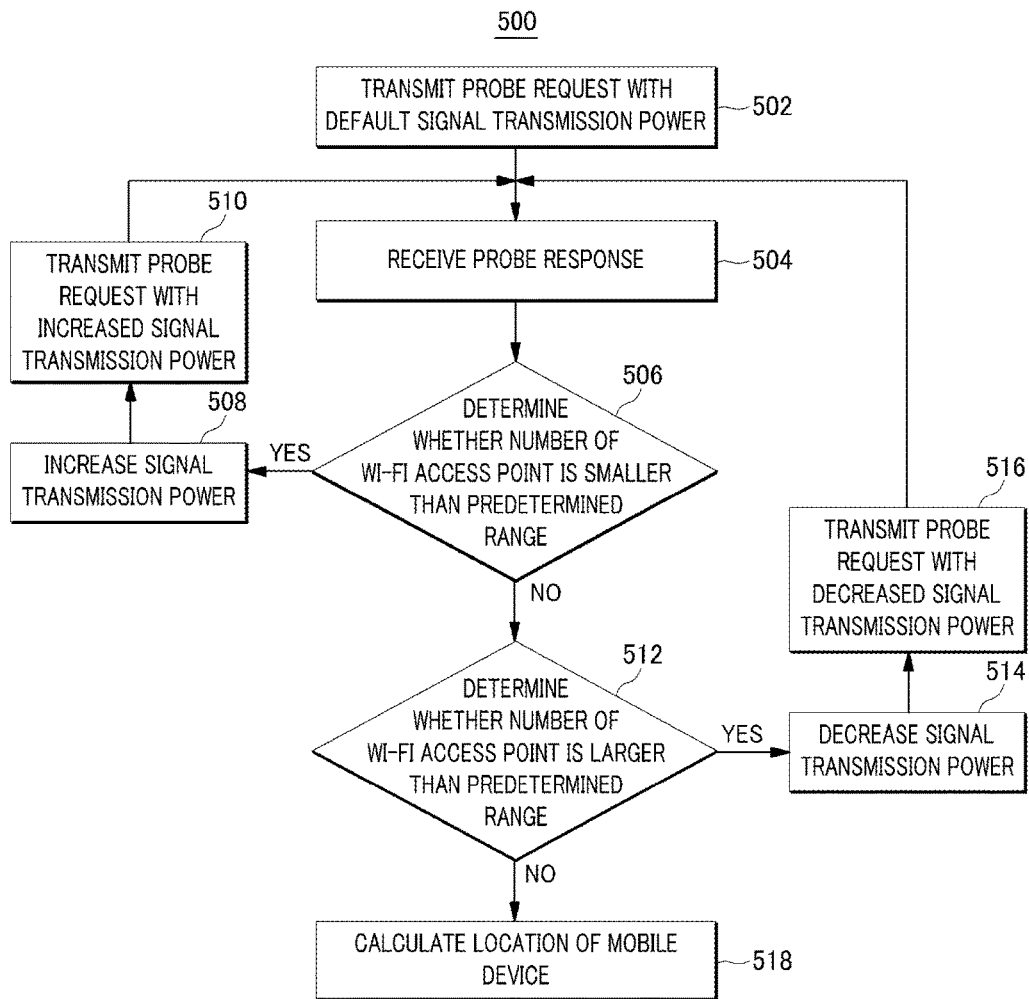 500
TRANSMIT PROBE REQUEST WITH
DEFAULT SIGNAL TRANSMISSION POWER
502
510
TRANSMIT PROBE
REQUEST WITH
INCREASED SIGNAL
TRANSMISSION POWER
RECEIVE PROBE RESPONSE
504
508
INCREASE SIGNAL
TRANSMISSION POWER
YES
506
DETERMINE
WHETHER NUMBER OF
WI-FI ACCESS POINT IS SMALLER
THAN PREDETERMINED
RANGE
NO
516
TRANSMIT PROBE
REQUEST WITH
DECREASED SIGNAL
TRANSMISSION POWER
512
DETERMINE
WHETHER NUMBER OF
WI-FI ACCESS POINT IS LARGER
THAN PREDETERMINED
RANGE
YES
514
DECREASE SIGNAL
TRANSMISSION POWER
NO
CALCULATE LOCATION OF MOBILE
DEVICE
518